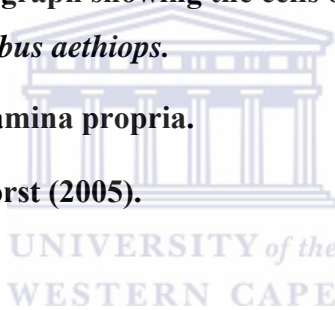 graph showing the cells
bus aethiops.
amina propria.
orst (2005).
UNIVERSITY of the
WESTERN CAPE